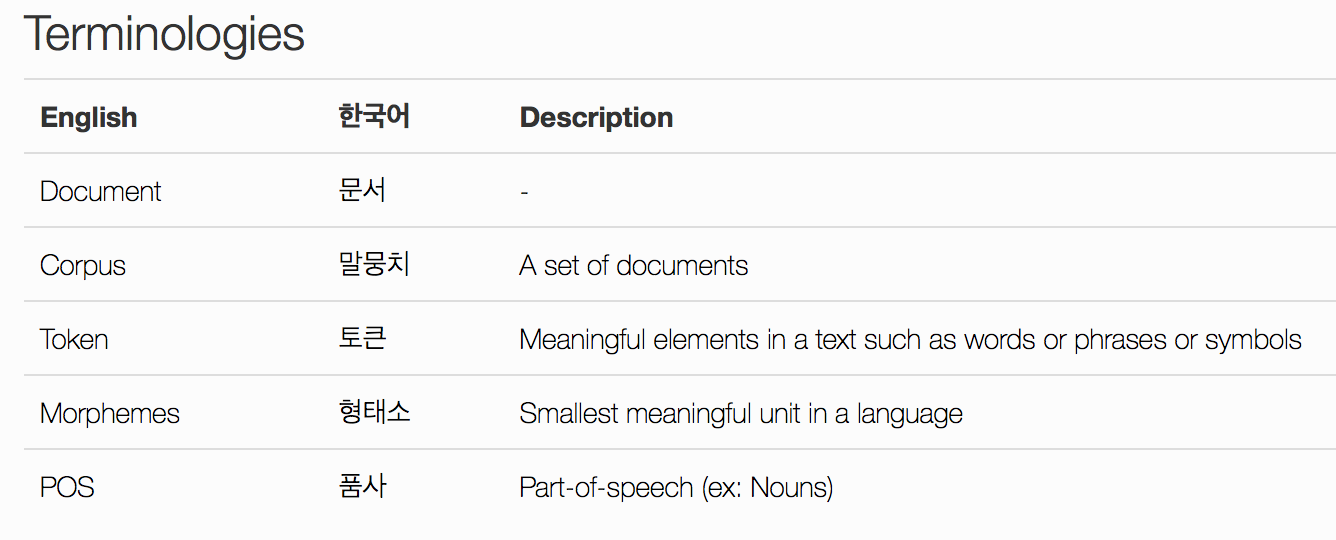 Terminologies
English 한국어 Description
Document 문서 -
Corpus 말뭉치 A set of documents
Token 토큰 Meaningful elements in a text such as words or phrases or symbols
Morphemes 형태소 Smallest meaningful unit in a language
POS 품사 Part-of-speech (ex: Nouns)